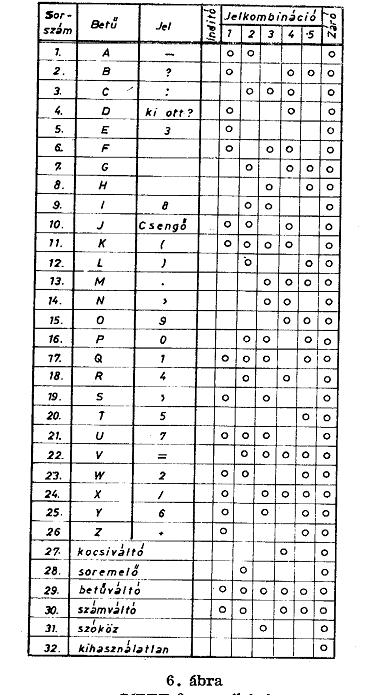 Sor-szám Betű Jel Indító Jelkombináció Záró
1 2 3 4 5
1. A – o o o
2. B ? o o o o
3. C : o o o o
4. D ki ott? o o o
5. E 3 o o
6. F o o o o
7. G o o o o
8. H o o o
9. I 8 o o o
10. J Csengő o o o o
11. K ( o o o o o
12. L ) o o o
13. M . o o o o
14. N , o o o
15. O 9 o o o
16. P 0 o o o o
17. Q 1 o o o o o
18. R 4 o o o
19. S , o o o
20. T 5 o o
21. U 7 o o o o
22. V = o o o o o
23. W 2 o o o o
24. X / o o o o o
25. Y 6 o o o o
26 Z + o o o
27. kocsiváltó o o
28. soremelő o o
29. betűváltó o o o o o o
30. számváltó o o o o o
31. szóköz o o
32. kihasználatlan o
6. ábra